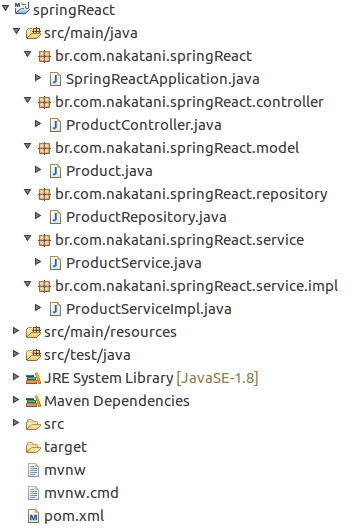 springReact
src/main/java
br.com.nakatani.springReact
SpringReactApplication.java
br.com.nakatani.springReact.controller
ProductController.java
br.com.nakatani.springReact.model
Product.java
br.com.nakatani.springReact.repository
ProductRepository.java
br.com.nakatani.springReact.service
ProductService.java
br.com.nakatani.springReact.service.impl
ProductServiceImpl.java
src/main/resources
src/test/java
JRE System Library [JavaSE-1.8]
Maven Dependencies
src
target
mvnw
mvnw.cmd
pom.xml